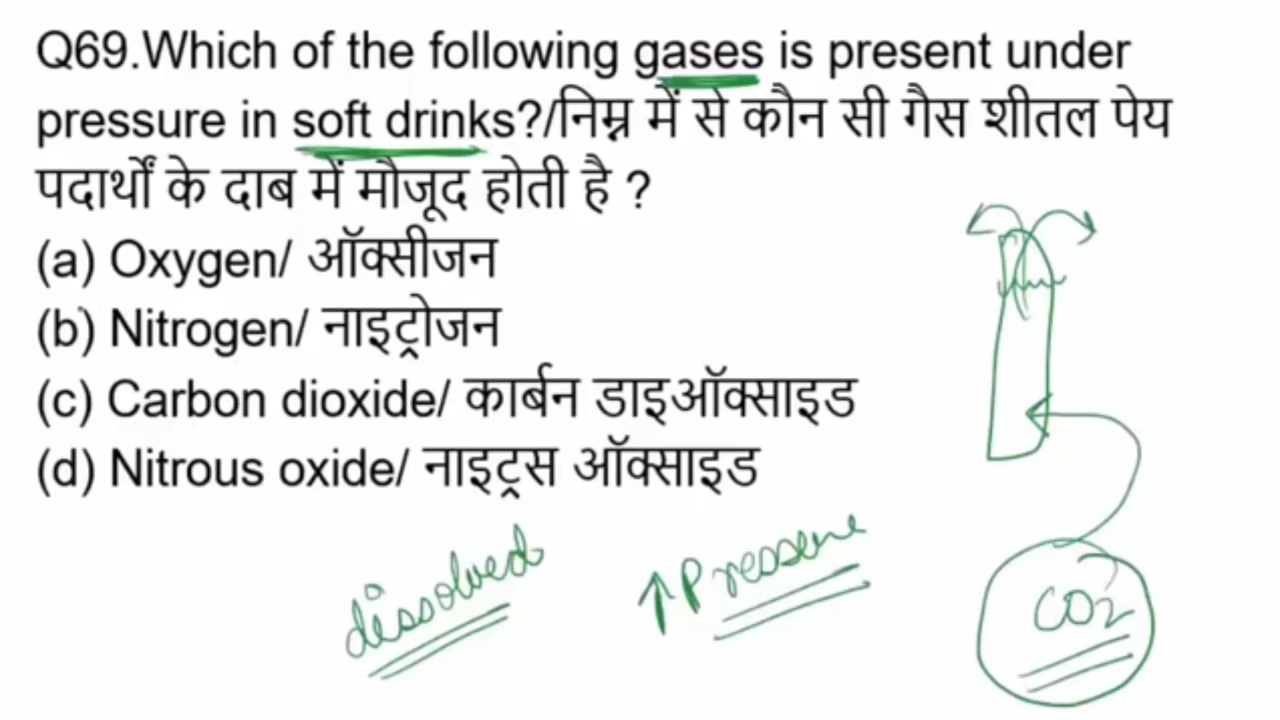 Q69.Which of the following gases is present under
pressure in soft drinks?/निम्न में से कौन सी गैस शीतल पेय
पदार्थों के दाब में मौजूद होती है ?
(a) Oxygen/ ऑक्सीजन
(b) Nitrogen/ नाइट्रोजन
(c) Carbon dioxide/ कार्बन डाइऑक्साइड
(d) Nitrous oxide/ नाइट्रस ऑक्साइड
dissolved
↑Pressure
CO2